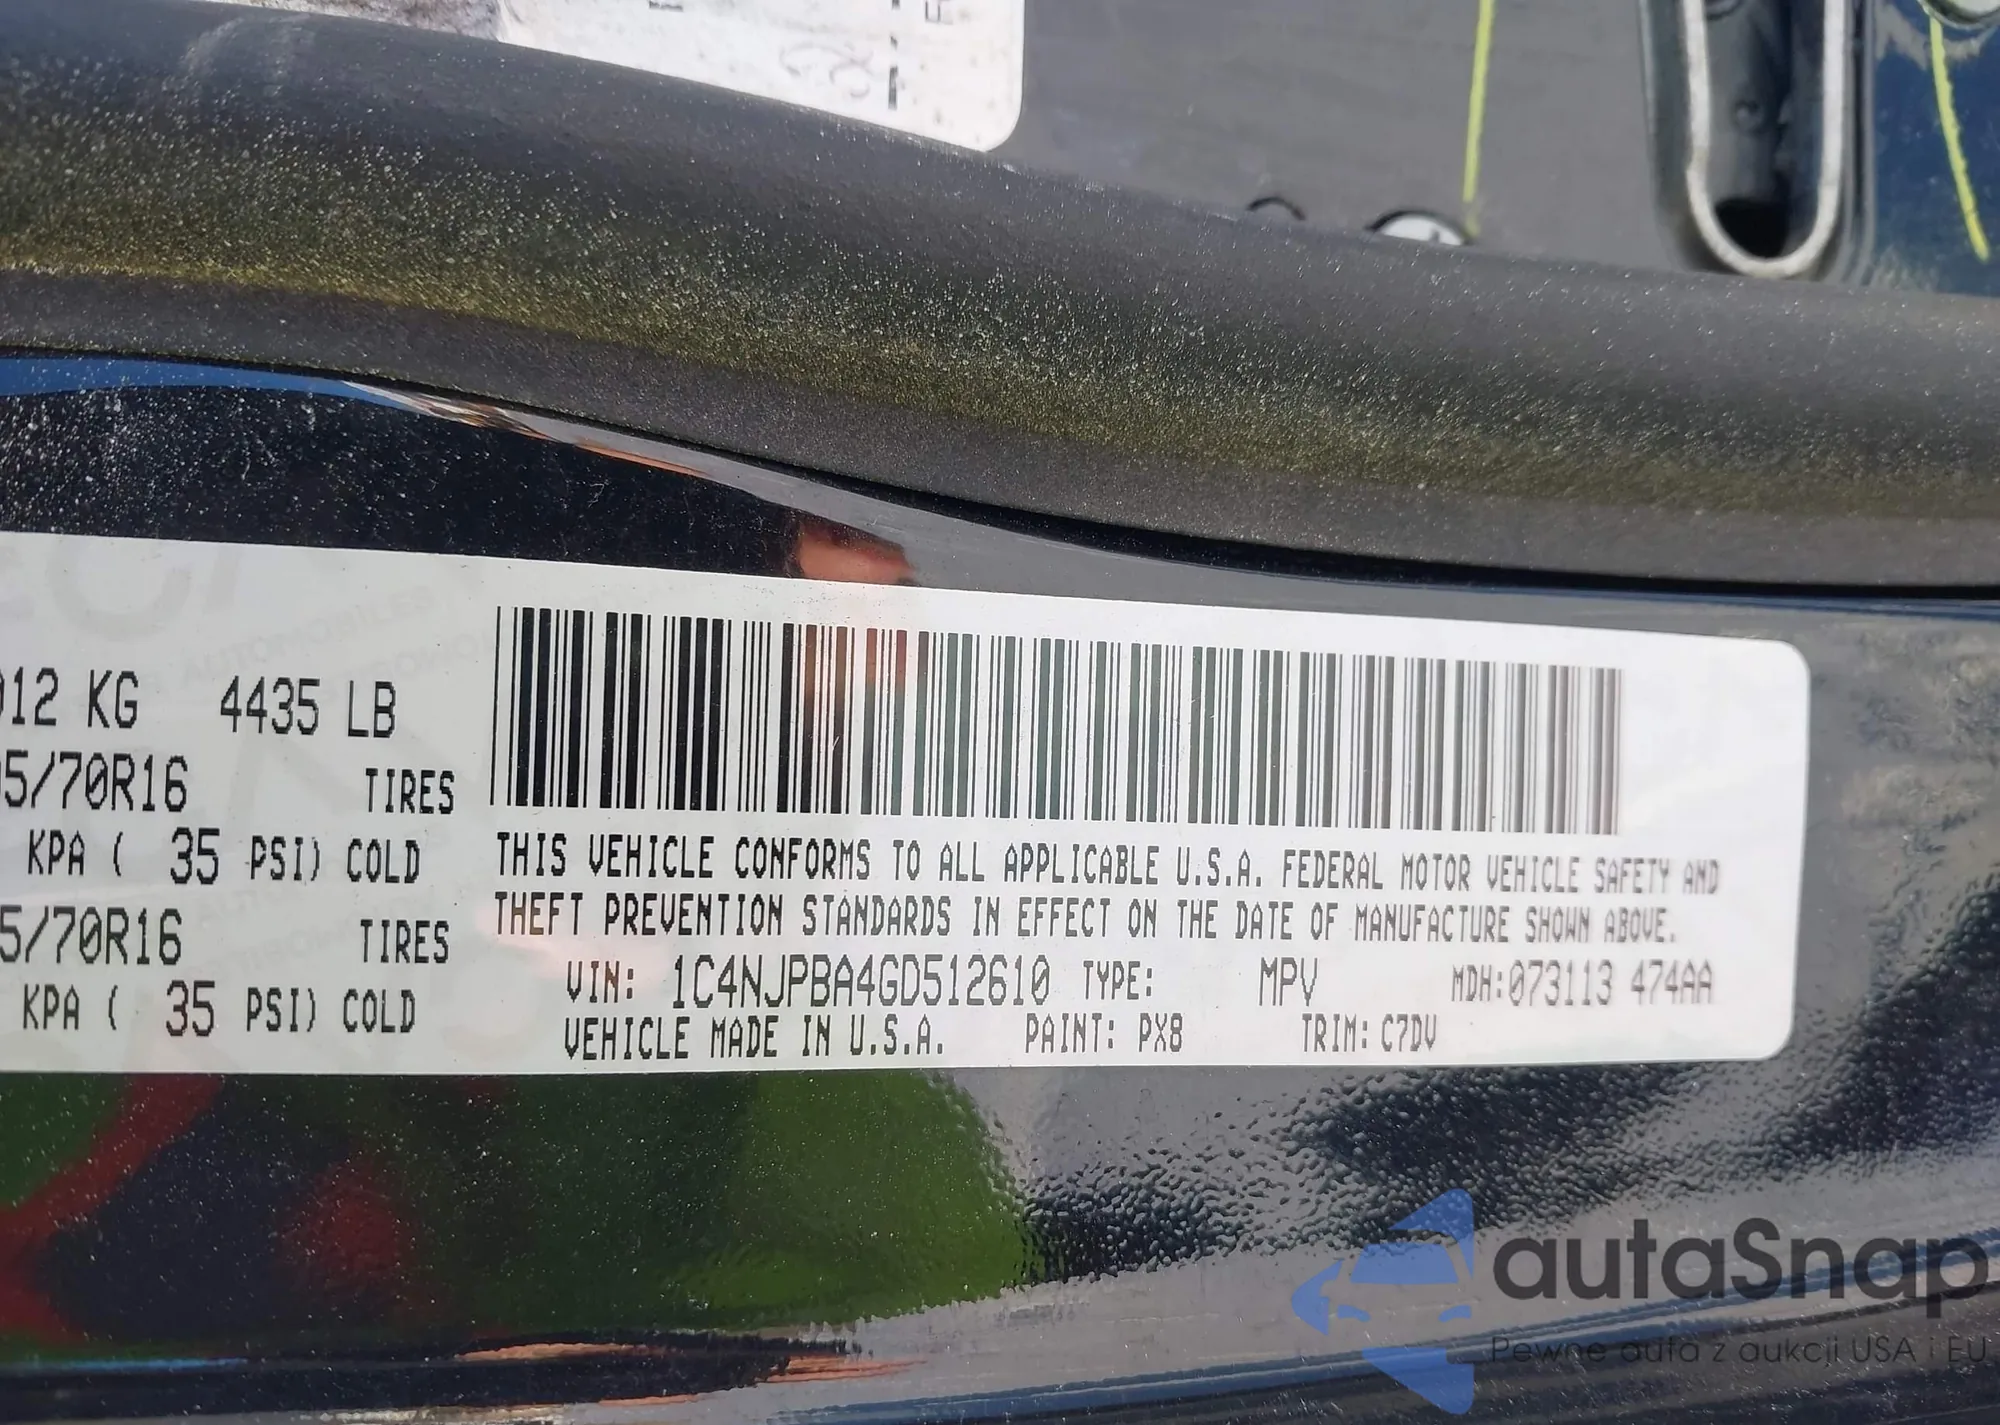 12 KG 4435 LB
5/70R16 TIRES
KPA ( 35 PSI) COLD
5/70R16 TIRES
KPA ( 35 PSI) COLD
THIS VEHICLE CONFORMS TO ALL APPLICABLE U.S.A. FEDERAL MOTOR VEHICLE SAFETY AND
THEFT PREVENTION STANDARDS IN EFFECT ON THE DATE OF MANUFACTURE SHOWN ABOVE.
VIN: 1C4NJPBA4GD512610 TYPE: MPV MDH:073113 474AA
VEHICLE MADE IN U.S.A. PAINT: PX8 TRIM: C7DV
autaSnap
Pewne auta z aukcji USA i EU